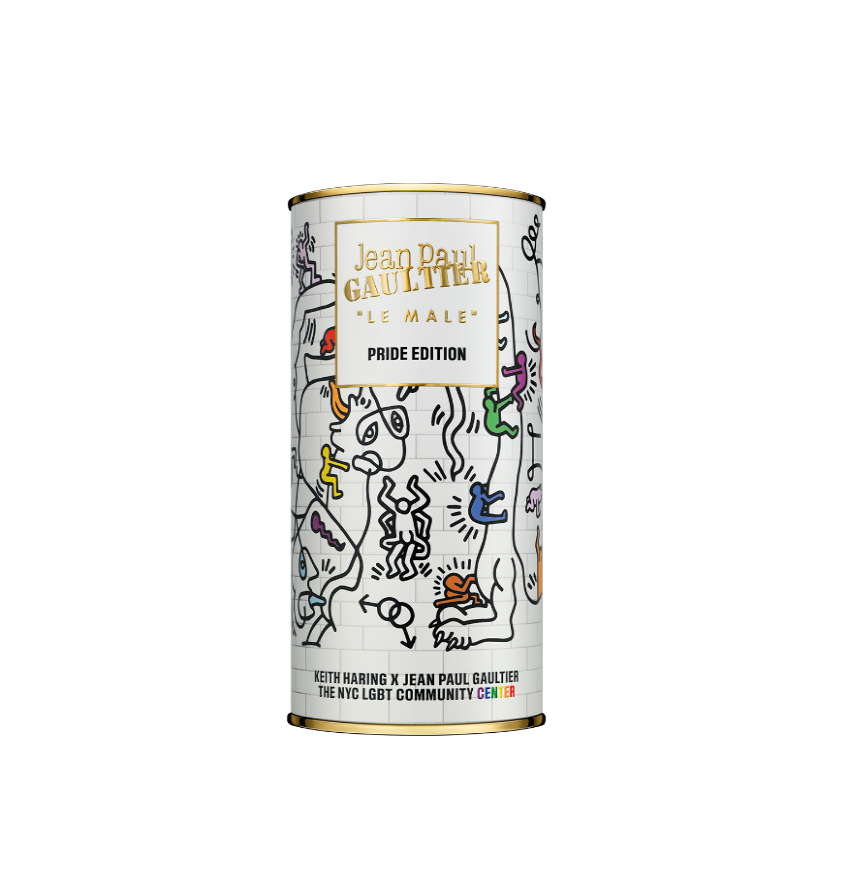 Jean Paul
GAULTIER
"LE MALE"
PRIDE EDITION
KEITH HARING X JEAN PAUL GAULTIER
THE NYC LGBT COMMUNITY CENTER